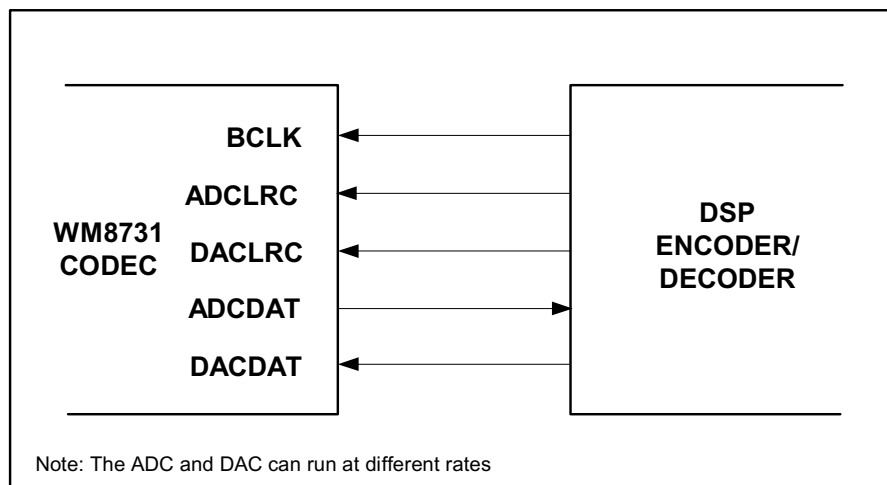 WM8731
CODEC
BCLK
ADCLRC
DACLRC
ADCDAT
DACDAT
DSP
ENCODER/
DECODER
Note: The ADC and DAC can run at different rates